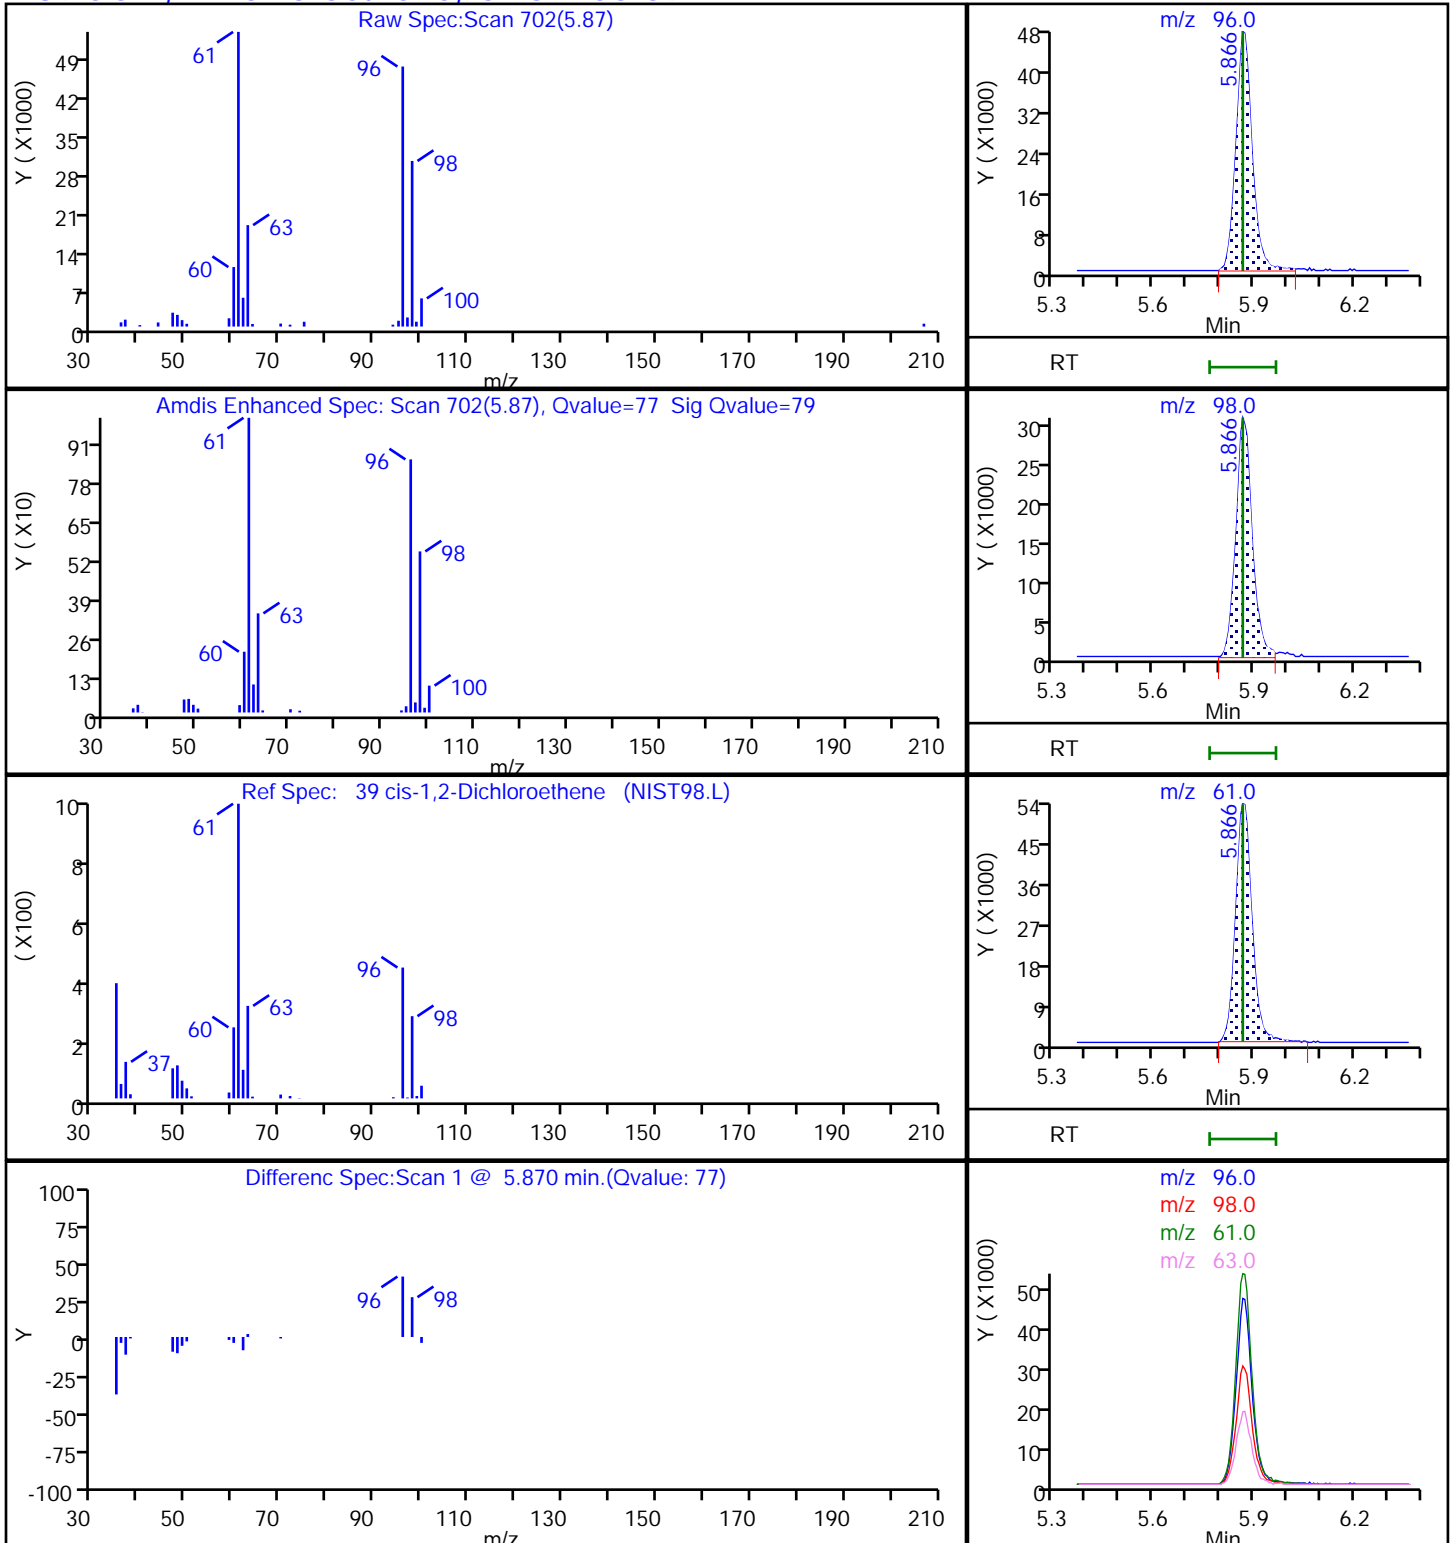 Raw Spec:Scan 702(5.87)
Y ( X1000)
49
42
35
28
21
14
7
0
61
96
98
63
60
100
30 50 70 90 110 130 150 170 190 210
m/z
m/z 96.0
Y ( X1000)
48
40
32
24
16
8
0
5.866
5.3 5.6 5.9 6.2
Min
RT
Amdis Enhanced Spec: Scan 702(5.87), Qvalue=77 Sig Qvalue=79
Y ( X10)
91
78
65
52
39
26
13
0
61
96
98
63
60
100
30 50 70 90 110 130 150 170 190 210
m/z
m/z 98.0
Y ( X1000)
30
25
20
15
10
5
0
5.866
5.3 5.6 5.9 6.2
Min
RT
Ref Spec: 39 cis-1,2-Dichloroethene (NIST98.L)
( X100)
10
8
6
4
2
0
61
96
63
98
60
37
30 50 70 90 110 130 150 170 190 210
m/z 61.0
Y ( X1000)
54
45
36
27
18
9
0
5.866
5.3 5.6 5.9 6.2
Min
RT
Differenc Spec:Scan 1 @ 5.870 min.(Qvalue: 77)
Y
100
75
50
25
0
-25
-50
-75
-100
96
98
30 50 70 90 110 130 150 170 190 210
m/z
m/z 96.0
m/z 98.0
m/z 61.0
m/z 63.0
Y ( X1000)
50
40
30
20
10
0
5.3 5.6 5.9 6.2
Min